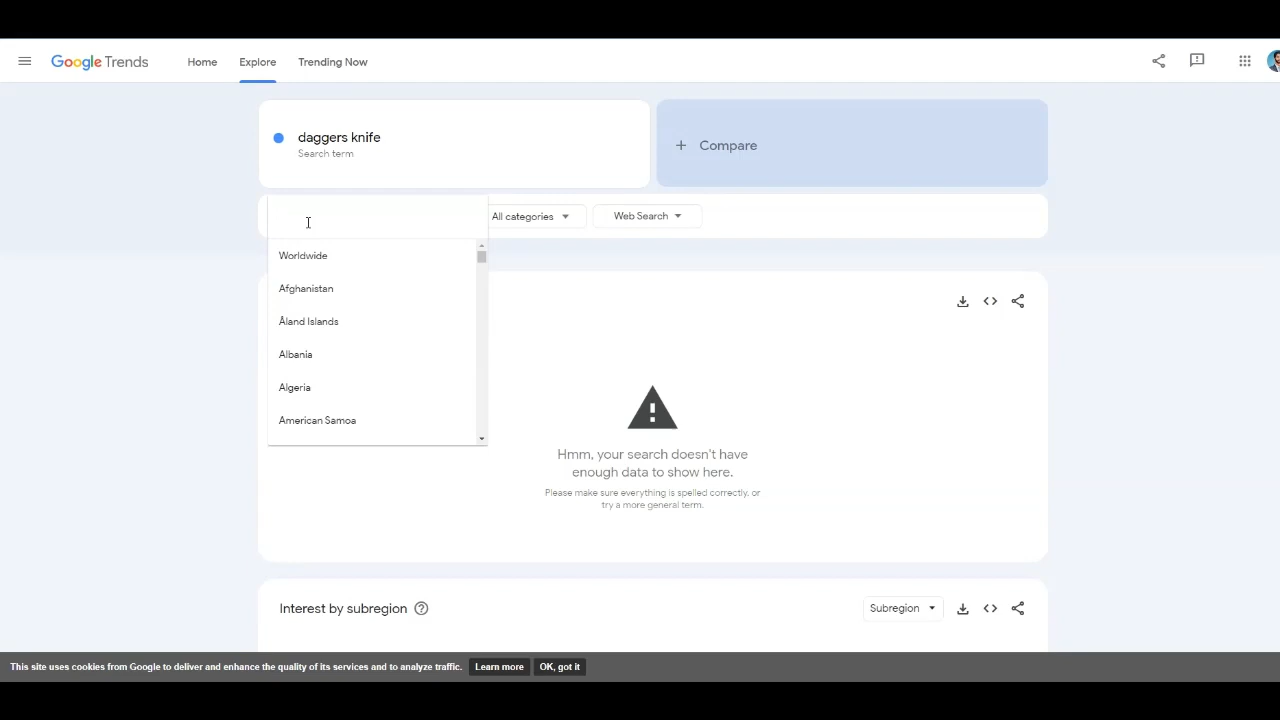 Google Trends
Home
Explore
Trending Now
daggers knife
Search term
+ Compare
All categories
Web Search
Worldwide
Afghanistan
Åland Islands
Albania
Algeria
American Samoa
Hmm, your search doesn't have
enough data to show here.
Please make sure everything is spelled correctly, or
try a more general term.
Interest by subregion
Subregion
This site uses cookies from Google to deliver and enhance the quality of its services and to analyze traffic.
Learn more
OK, got it